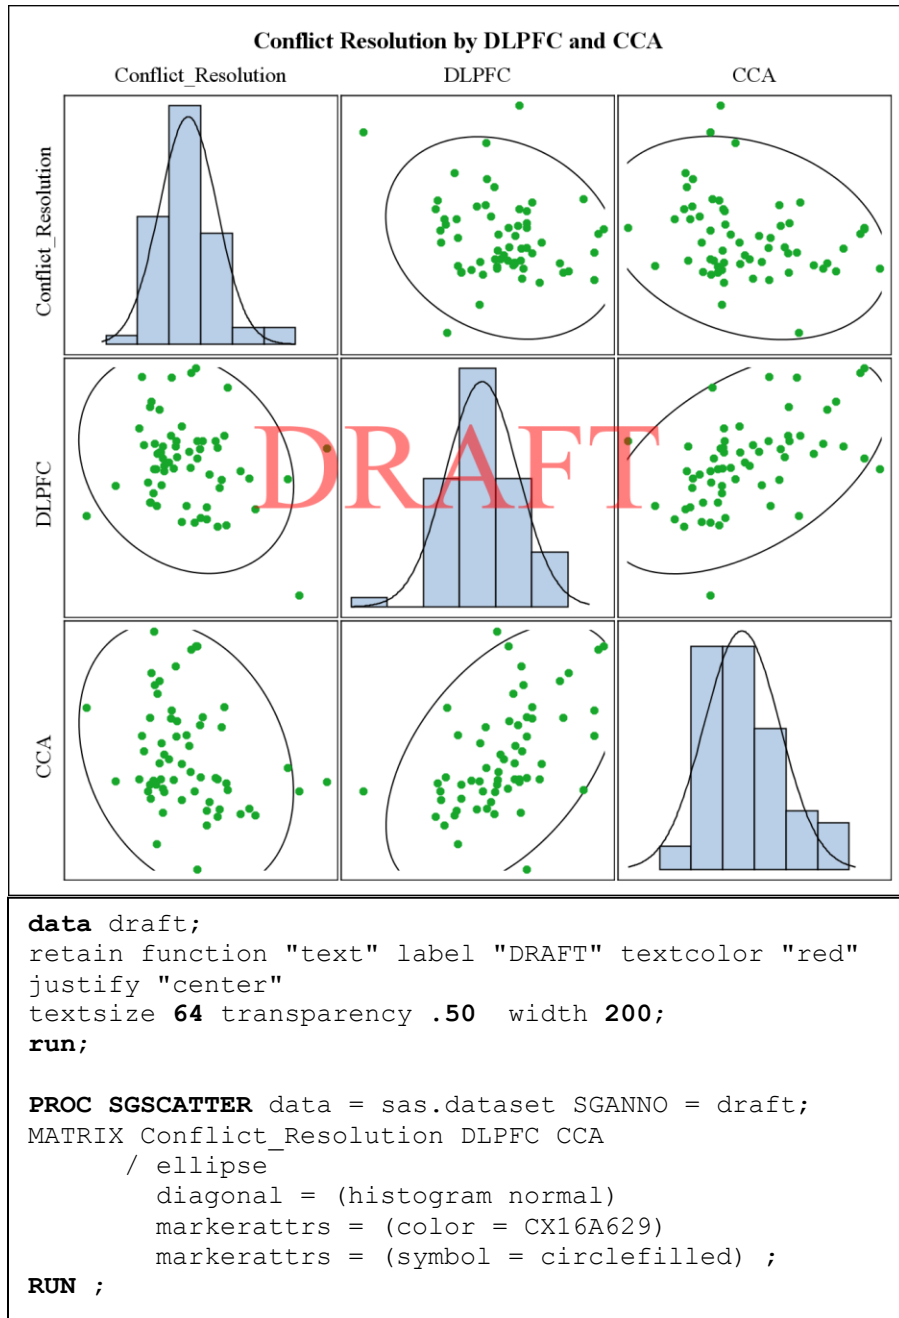 Conflict Resolution by DLPFC and CCA
Conflict_Resolution DLPFC CCA
Conflict_Resolution
DLPFC
DRAFT
CCA
data draft;
retain function "text" label "DRAFT" textcolor "red"
justify "center"
textsize 64 transparency .50  width 200;
run;
PROC SGSCATTER data = sas.dataset SGANNO = draft;
MATRIX Conflict_Resolution DLPFC CCA
/ ellipse
diagonal = (histogram normal)
markerattrs = (color = CX16A629)
markerattrs = (symbol = circlefilled) ;
RUN ;